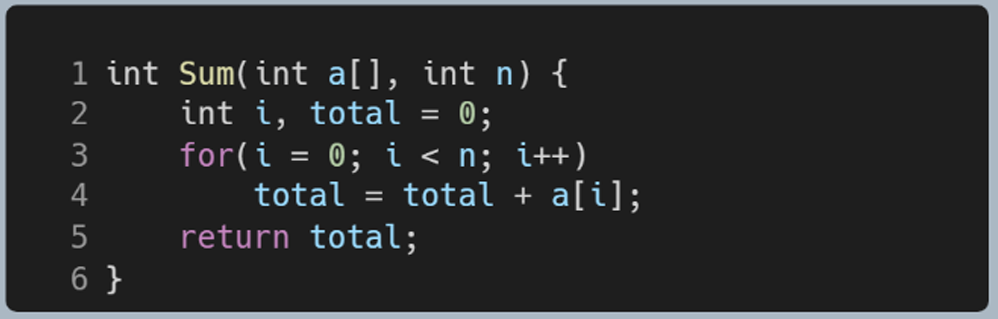 1 int Sum(int a[], int n) {
2     int i, total = 0;
3     for(i = 0; i < n; i++)
4         total = total + a[i];
5     return total;
6 }